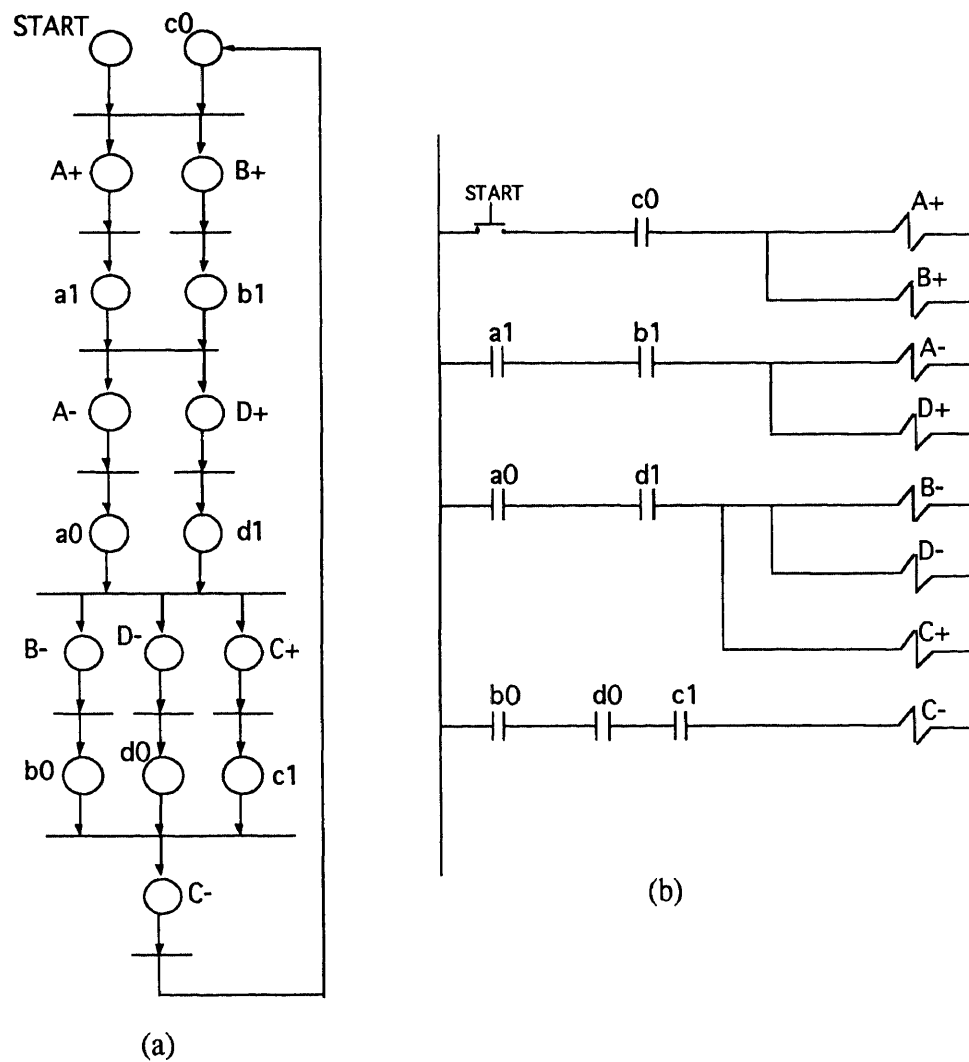 START c0
A+ B+
a1 b1
A- D+
a0 d1
B- D- C+
b0 d0 c1
C-
(a)
START c0 A+
B+
a1 b1 A-
D+
a0 d1 B-
D-
C+
b0 d0 c1 C-
(b)